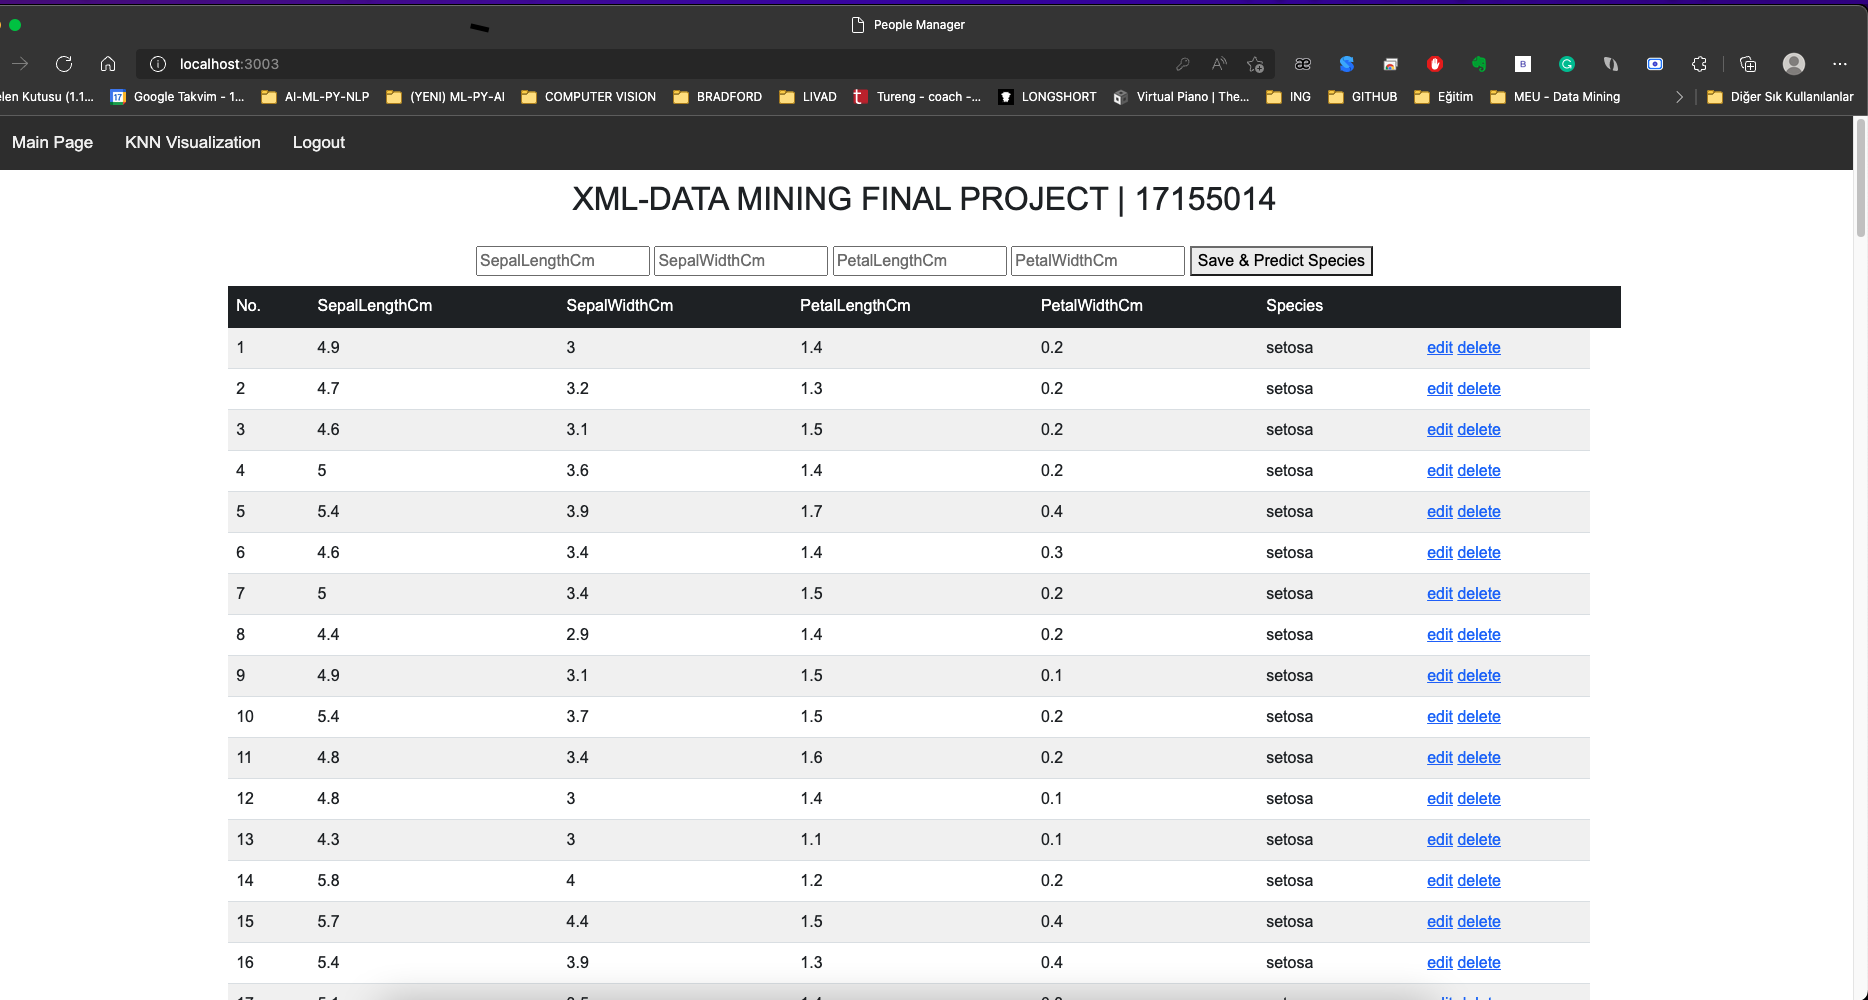 People Manager
localhost:3003
elen Kutusu (1.1... Google Takvim - 1... AI-ML-PY-NLP (YENI) ML-PY-AI COMPUTER VISION BRADFORD LIVAD Tureng - coach -... LONGSHORT Virtual Piano | The... ING GITHUB Eğitim MEU - Data Mining Diğer Sık Kullanılanlar
Main Page KNN Visualization Logout
XML-DATA MINING FINAL PROJECT | 17155014
SepalLengthCm SepalWidthCm PetalLengthCm PetalWidthCm Save & Predict Species
No. SepalLengthCm SepalWidthCm PetalLengthCm PetalWidthCm Species
1 4.9 3 1.4 0.2 setosa edit delete
2 4.7 3.2 1.3 0.2 setosa edit delete
3 4.6 3.1 1.5 0.2 setosa edit delete
4 5 3.6 1.4 0.2 setosa edit delete
5 5.4 3.9 1.7 0.4 setosa edit delete
6 4.6 3.4 1.4 0.3 setosa edit delete
7 5 3.4 1.5 0.2 setosa edit delete
8 4.4 2.9 1.4 0.2 setosa edit delete
9 4.9 3.1 1.5 0.1 setosa edit delete
10 5.4 3.7 1.5 0.2 setosa edit delete
11 4.8 3.4 1.6 0.2 setosa edit delete
12 4.8 3 1.4 0.1 setosa edit delete
13 4.3 3 1.1 0.1 setosa edit delete
14 5.8 4 1.2 0.2 setosa edit delete
15 5.7 4.4 1.5 0.4 setosa edit delete
16 5.4 3.9 1.3 0.4 setosa edit delete